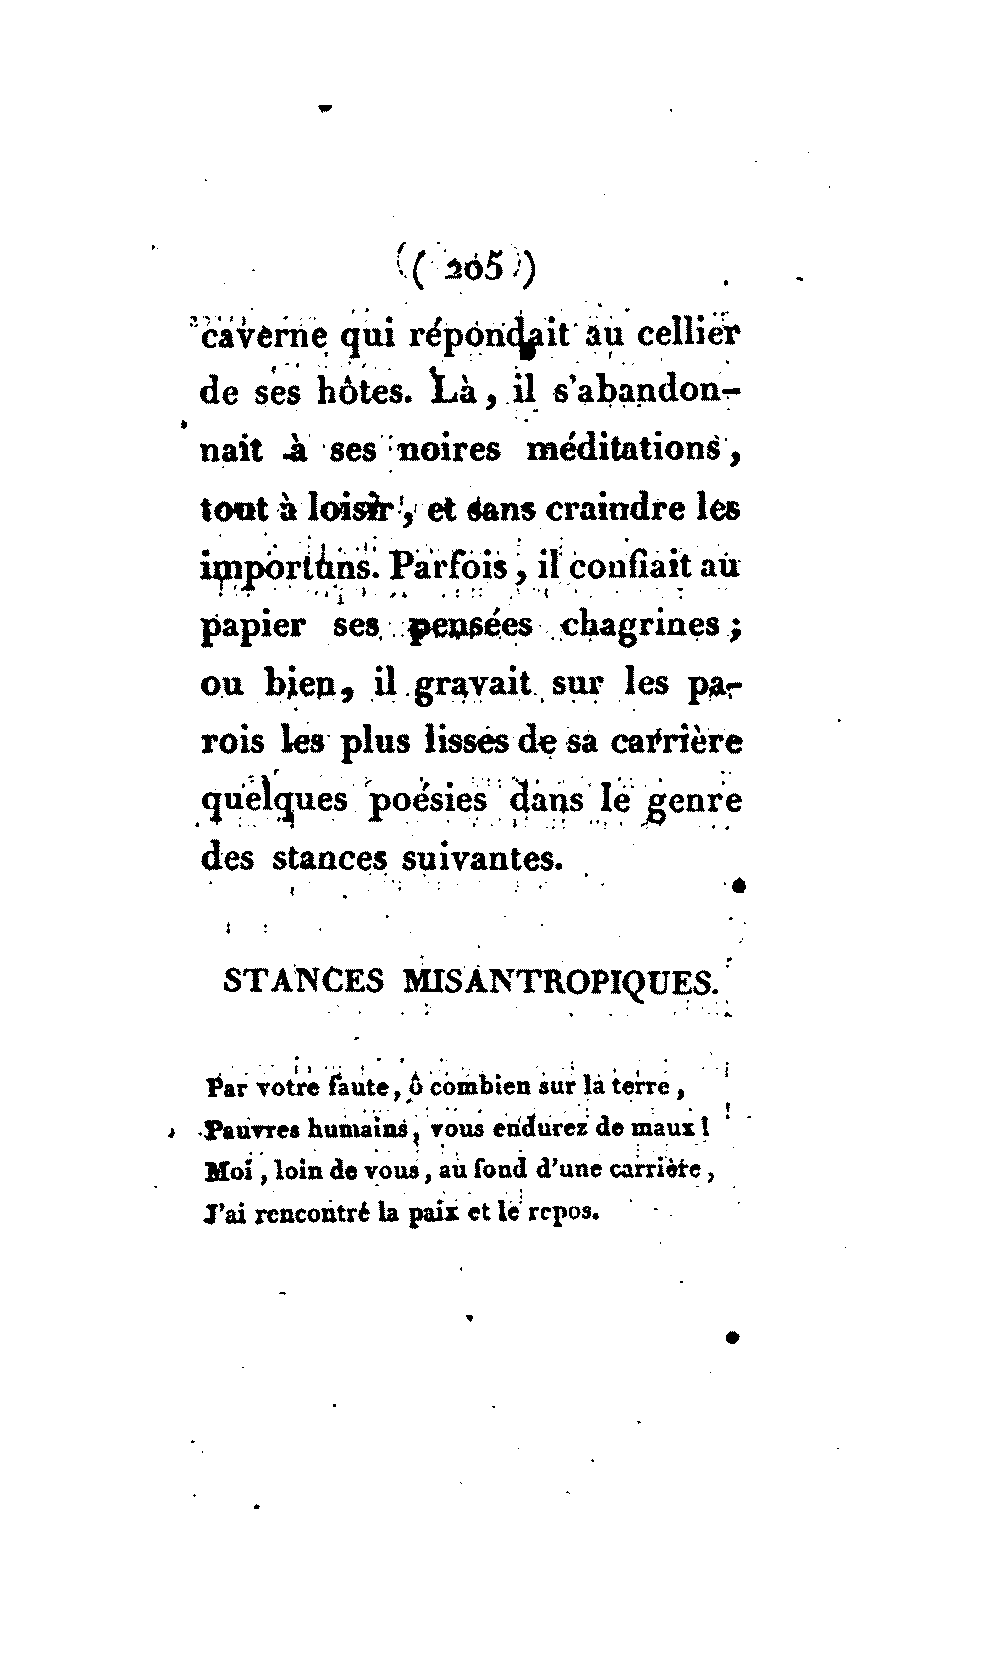 ( 205 )
caverne qui répondait au cellier
de ses hôtes. Là, il s'abandon-
nait à ses noires méditations,
tout à loisir, et sans craindre les
importuns. Parfois, il confiait au
papier ses pensées chagrines ;
ou bien, il gravait sur les pa-
rois les plus lisses de sa carrière
quelques poésies dans le genre
des stances suivantes.
STANCES MISANTROPIQUES.
Par votre faute, ô combien sur la terre,
Pauvres humains, vous endurez de maux !
Moi, loin de vous, au fond d'une carrière,
J'ai rencontré la paix et le repos.